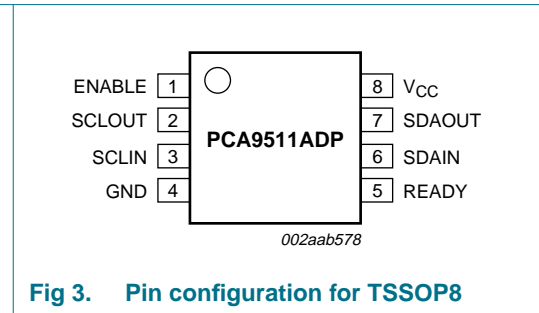 ENABLE 1 8 VCC
SCLOUT 2 7 SDAOUT
PCA9511ADP
SCLIN 3 6 SDAIN
GND 4 5 READY
002aab578
Fig 3. Pin configuration for TSSOP8